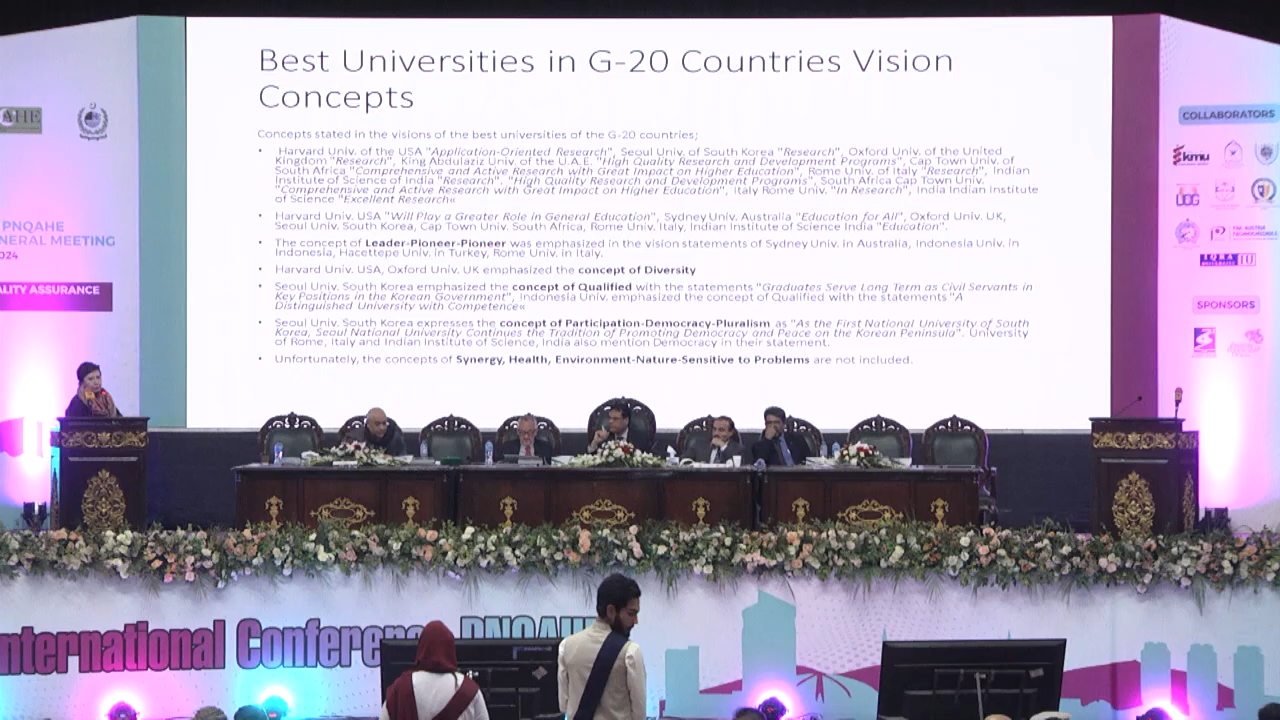 Best Universities in G-20 Countries Vision
Concepts
Concepts stated in the visions of the best universities of the G-20 countries;
• Harvard Univ. of the USA "Application-Oriented Research", Seoul Univ. of South Korea "Research", Oxford Univ. of the United
Kingdom "Research", King Abdulaziz Univ. of the U.A.E. "High Quality Research and Development Programs", Cap Town Univ. of
South Africa "Comprehensive and Active Research with Great Impact on Higher Education", Rome Univ. of Italy "Research", Indian
Institute of Science of India "Research". "High Quality Research and Development Programs", South Africa Cap Town Univ.
"Comprehensive and Active Research with Great Impact on Higher Education", Italy Rome Univ. "In Research", India Indian Institute
of Science "Excellent Research«
• Harvard Univ. USA "Will Play a Greater Role in General Education", Sydney Univ. Australia "Education for All", Oxford Univ. UK,
Seoul Univ. South Korea, Cap Town Univ. South Africa, Rome Univ. Italy, Indian Institute of Science India "Education".
• The concept of Leader-Pioneer-Pioneer was emphasized in the vision statements of Sydney Univ. in Australia, Indonesia Univ. in
Indonesia, Hacettepe Univ. in Turkey, Rome Univ. in Italy.
• Harvard Univ. USA, Oxford Univ. UK emphasized the concept of Diversity
• Seoul Univ. South Korea emphasized the concept of Qualified with the statements "Graduates Serve Long Term as Civil Servants in
Key Positions in the Korean Government", Indonesia Univ. emphasized the concept of Qualified with the statements "A
Distinguished University with Competence«
• Seoul Univ. South Korea expresses the concept of Participation-Democracy-Pluralism as "As the First National University of South
Korea, Seoul National University Continues the Tradition of Promoting Democracy and Peace on the Korean Peninsula". University
of Rome, Italy and Indian Institute of Science, India also mention Democracy in their statement.
• Unfortunately, the concepts of Synergy, Health, Environment-Nature-Sensitive to Problems are not included.
AHE
PNQAHE
NERAL MEETING
024
ALITY ASSURANCE
COLLABORATORS
kmu
UOG
IQRA
IU
SPONSORS
nternational Conference PNQAHE